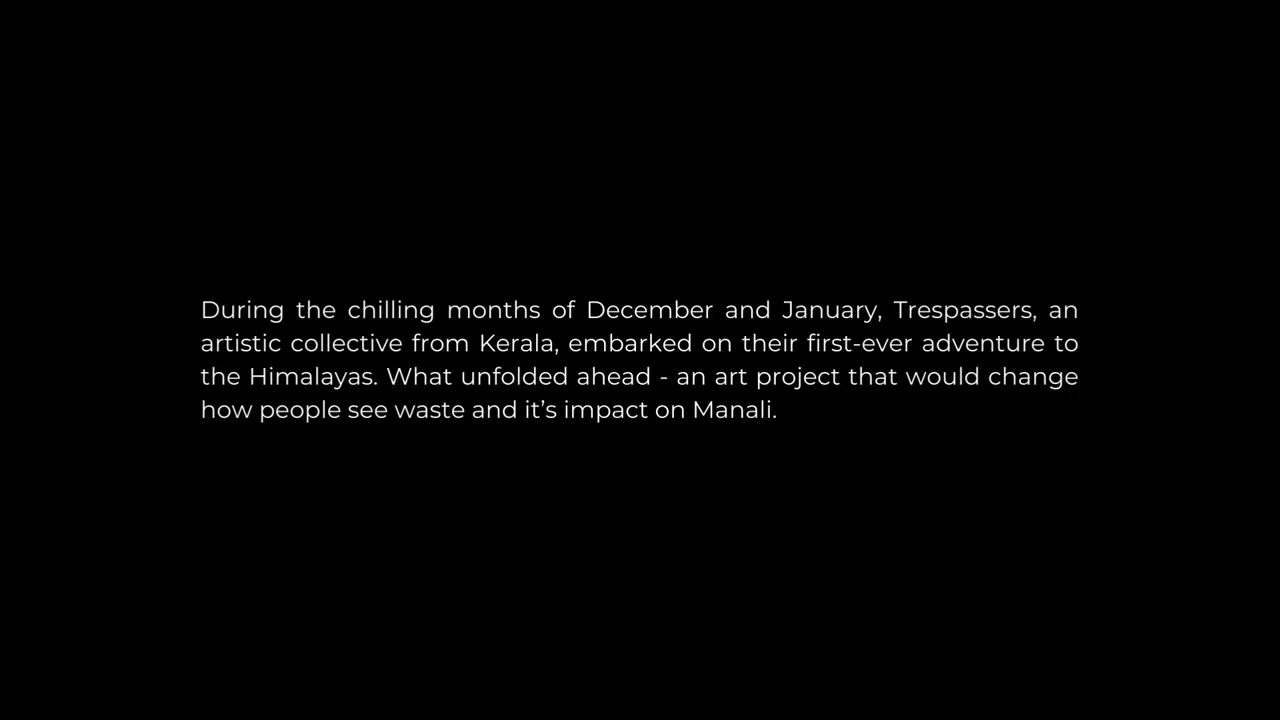 During the chilling months of December and January, Trespassers, an
artistic collective from Kerala, embarked on their first-ever adventure to
the Himalayas. What unfolded ahead - an art project that would change
how people see waste and it’s impact on Manali.